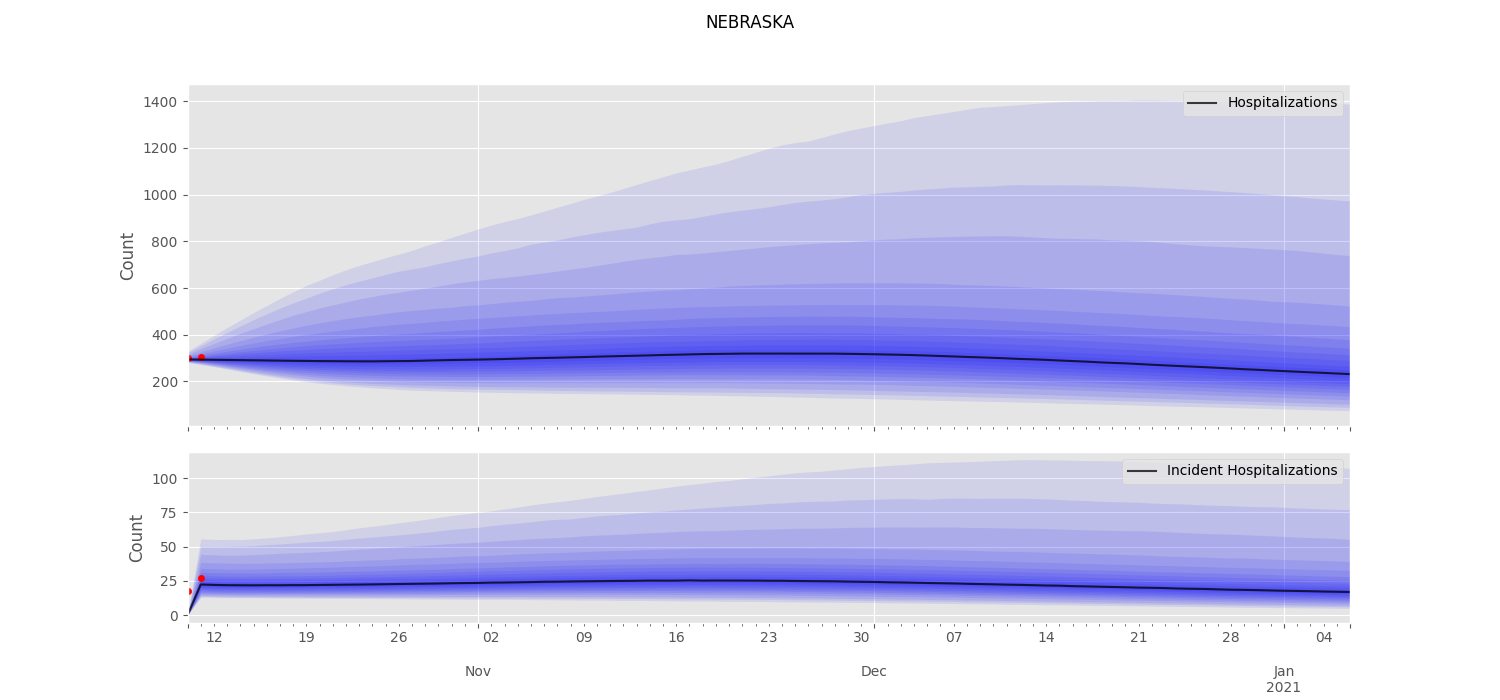 NEBRASKA
Hospitalizations
1400
1200
1000
800
600
400
200
Count
Incident Hospitalizations
100
75
50
25
0
Count
12 19 26 02 09 16 23 30 07 14 21 28 04
Nov Dec Jan
2021